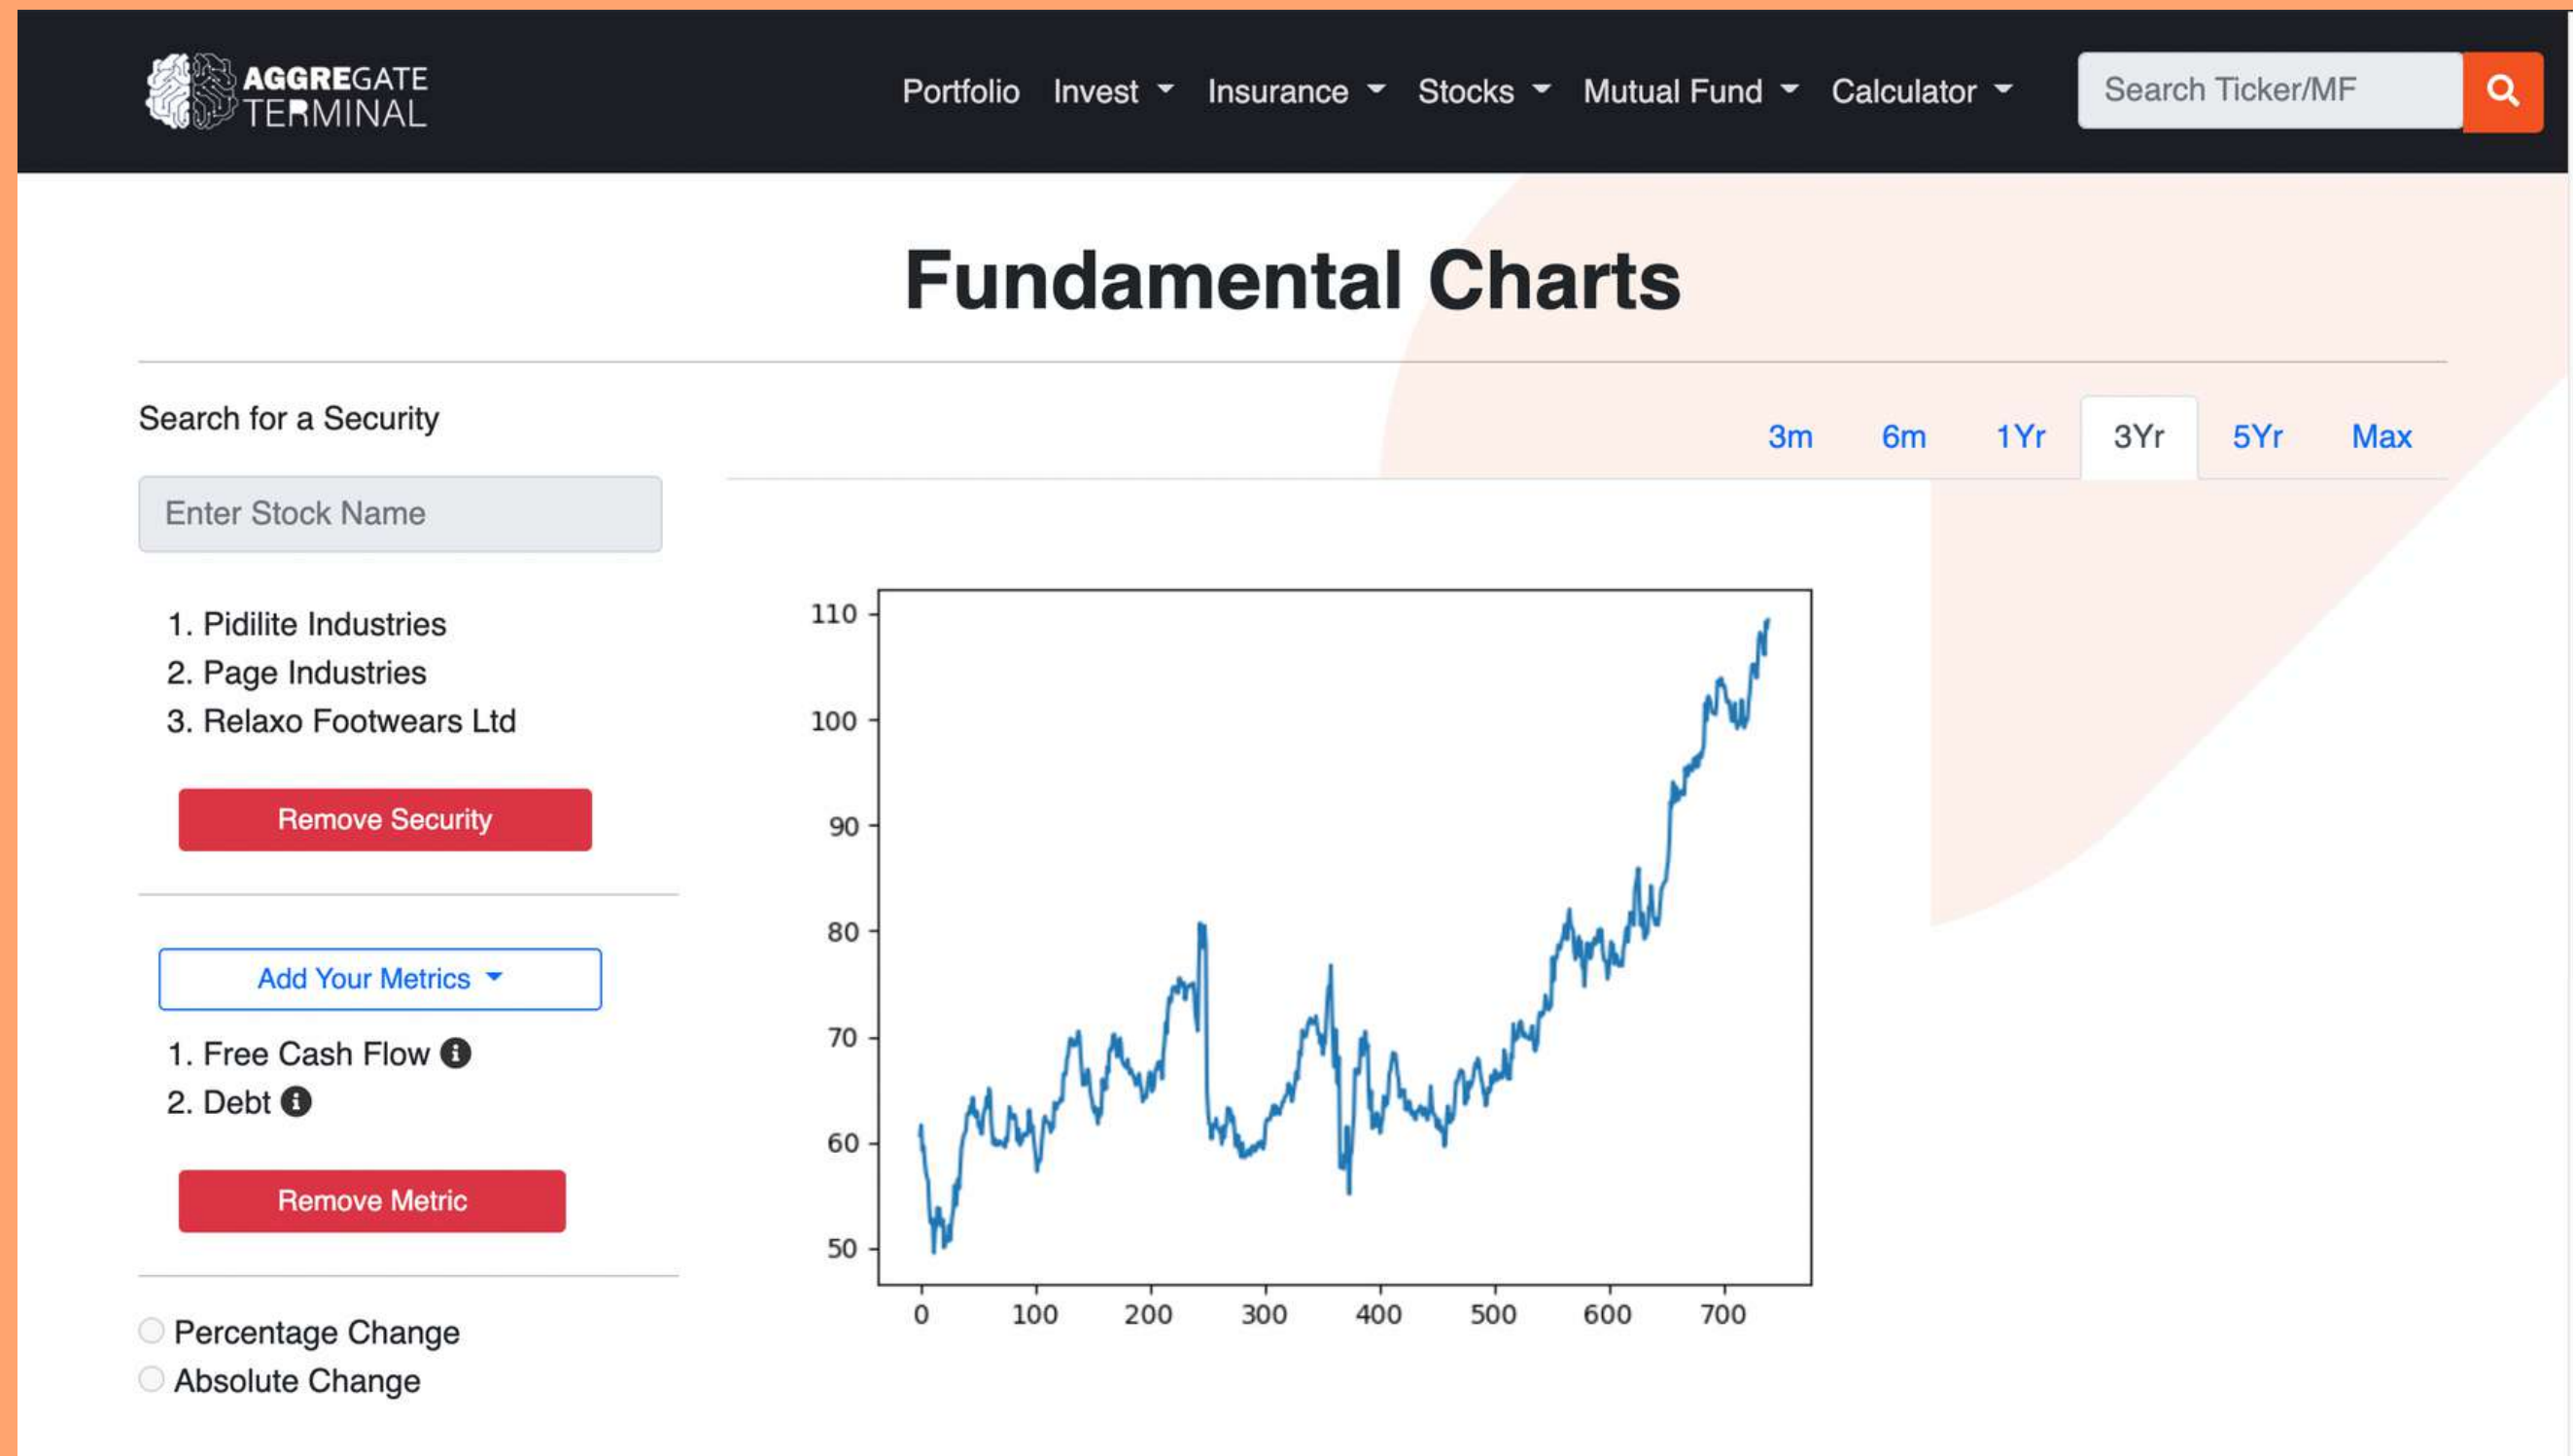 AGGREGATE
TERMINAL
Portfolio Invest Insurance Stocks Mutual Fund Calculator Search Ticker/MF
Fundamental Charts
Search for a Security
3m 6m 1Yr 3Yr 5Yr Max
Enter Stock Name
1. Pidilite Industries
2. Page Industries
3. Relaxo Footwears Ltd
Remove Security
Add Your Metrics
1. Free Cash Flow
2. Debt
Remove Metric
Percentage Change
Absolute Change
110
100
90
80
70
60
50
0 100 200 300 400 500 600 700